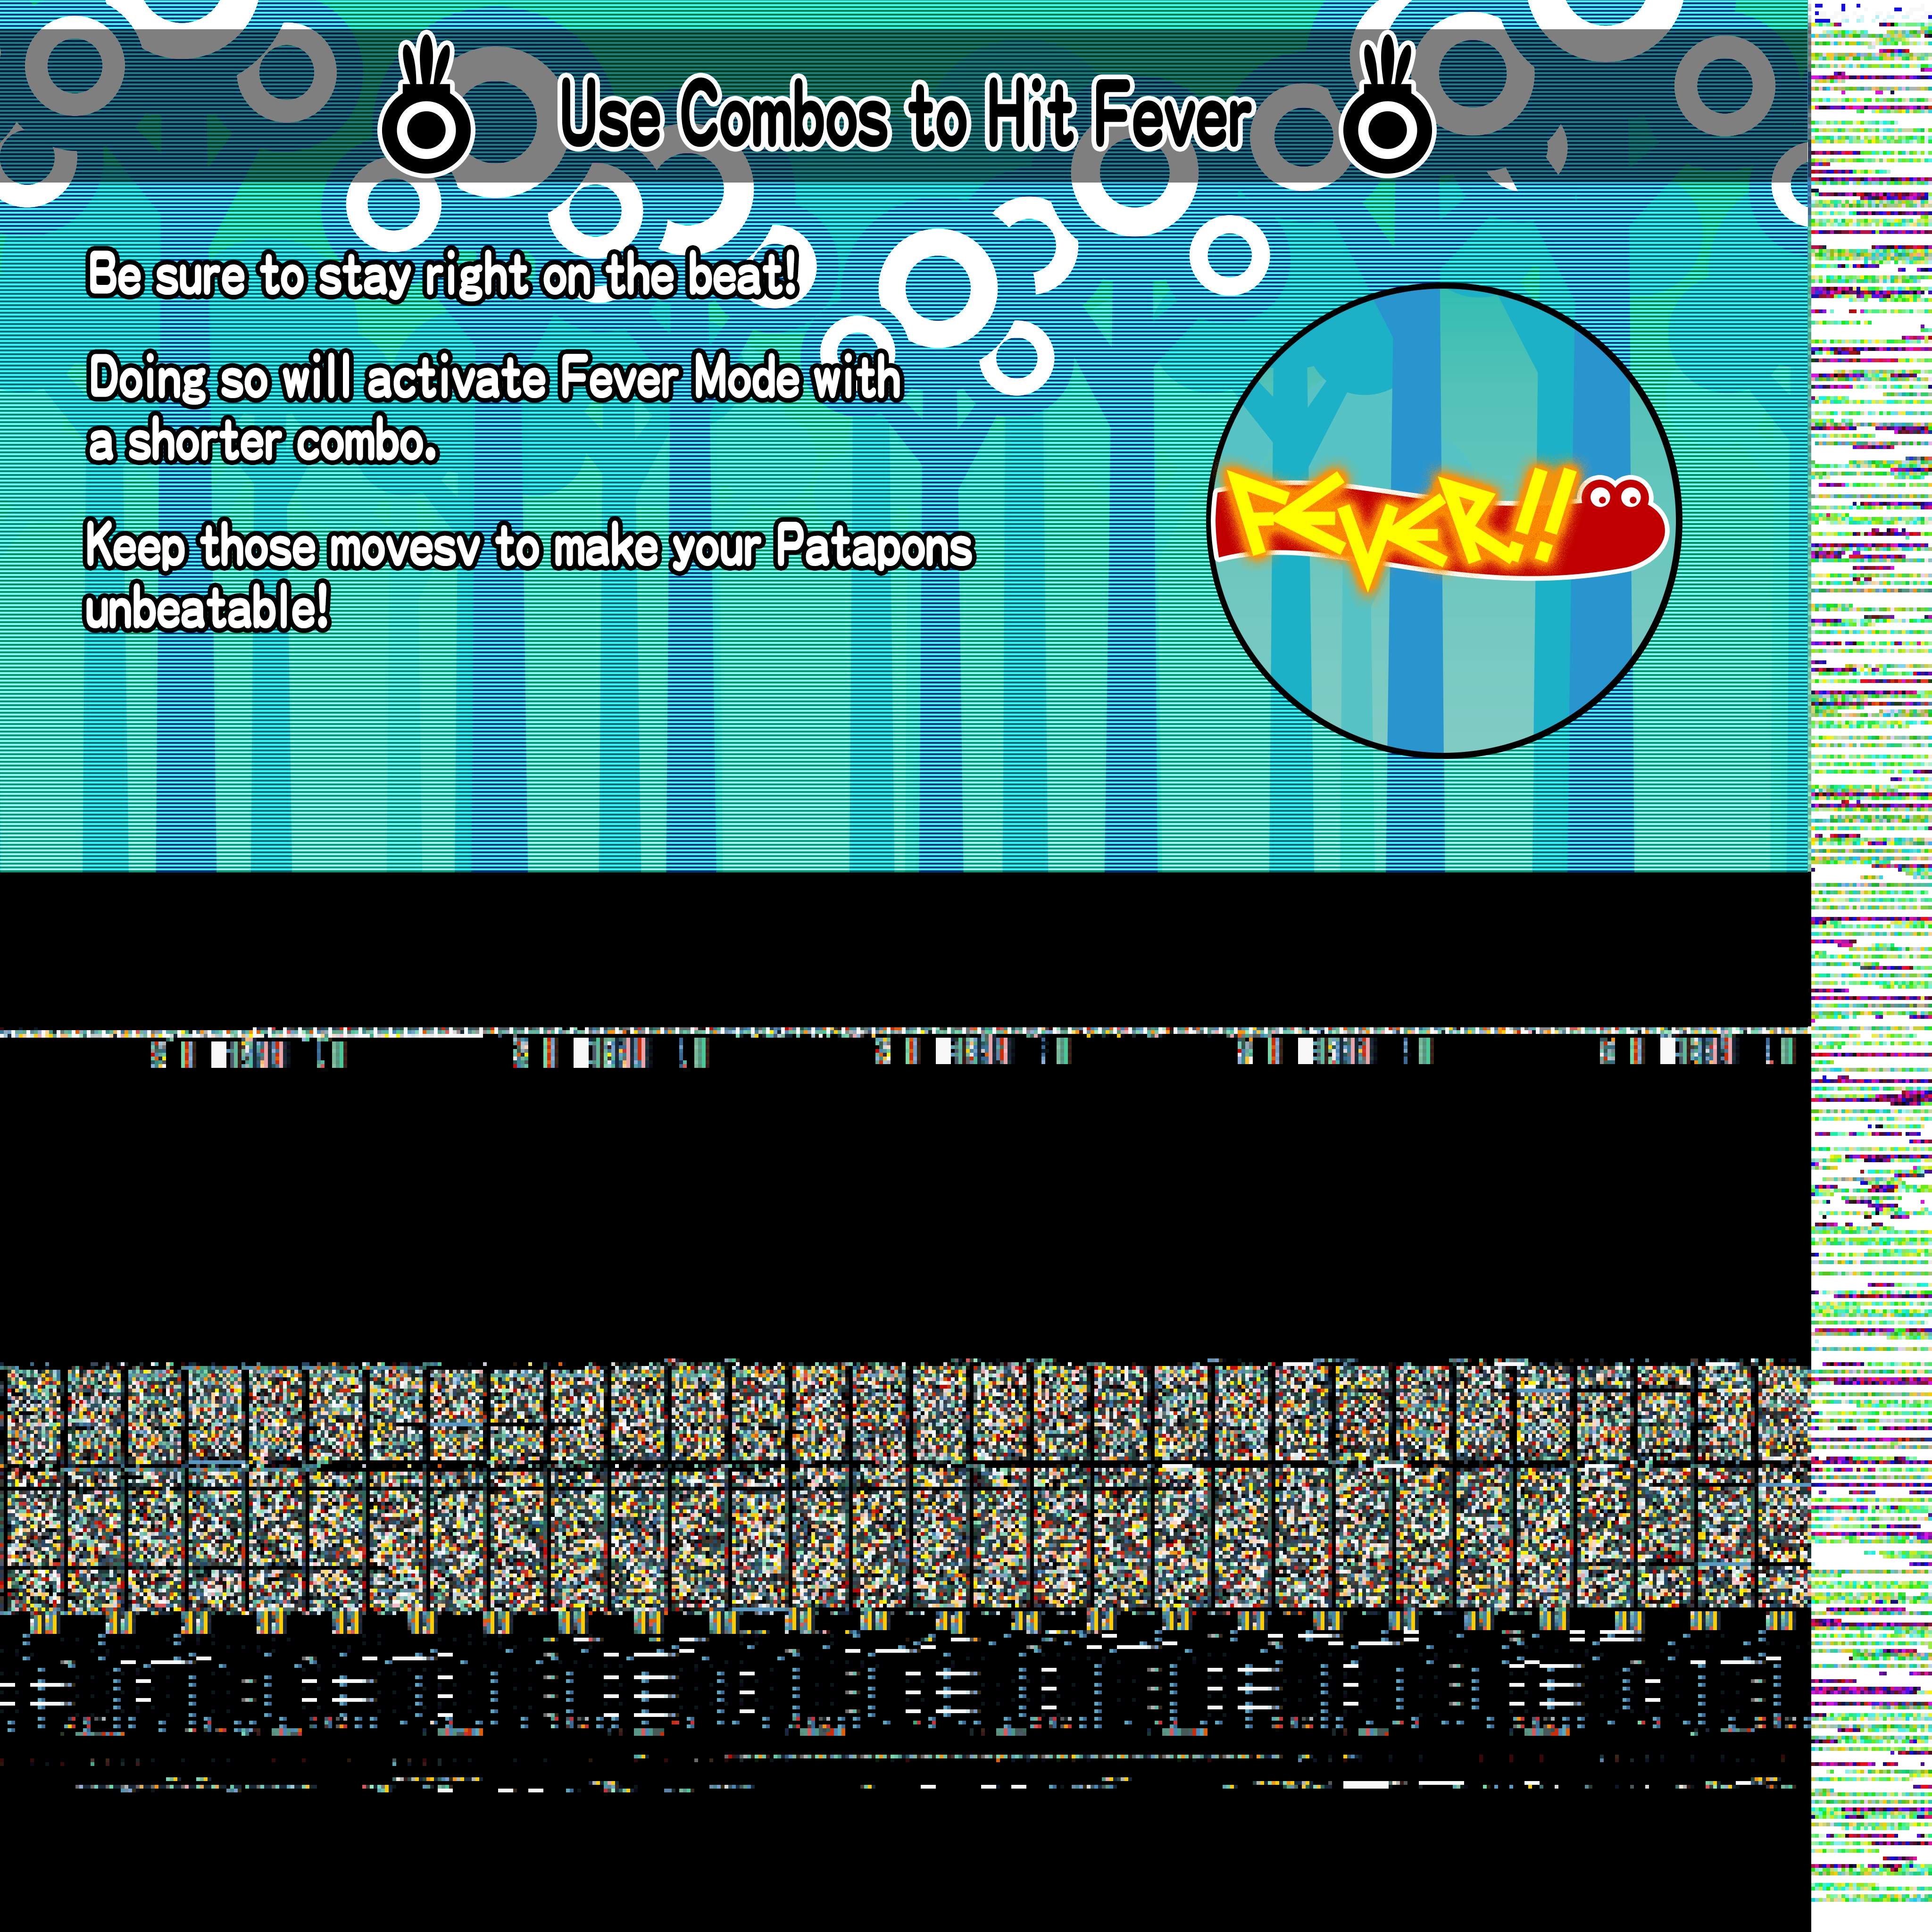 Use Combos to Hit Fever
Be sure to stay right on the beat!
Doing so will activate Fever Mode with
a shorter combo.
Keep those movesv to make your Patapons
unbeatable!
FEVER!!